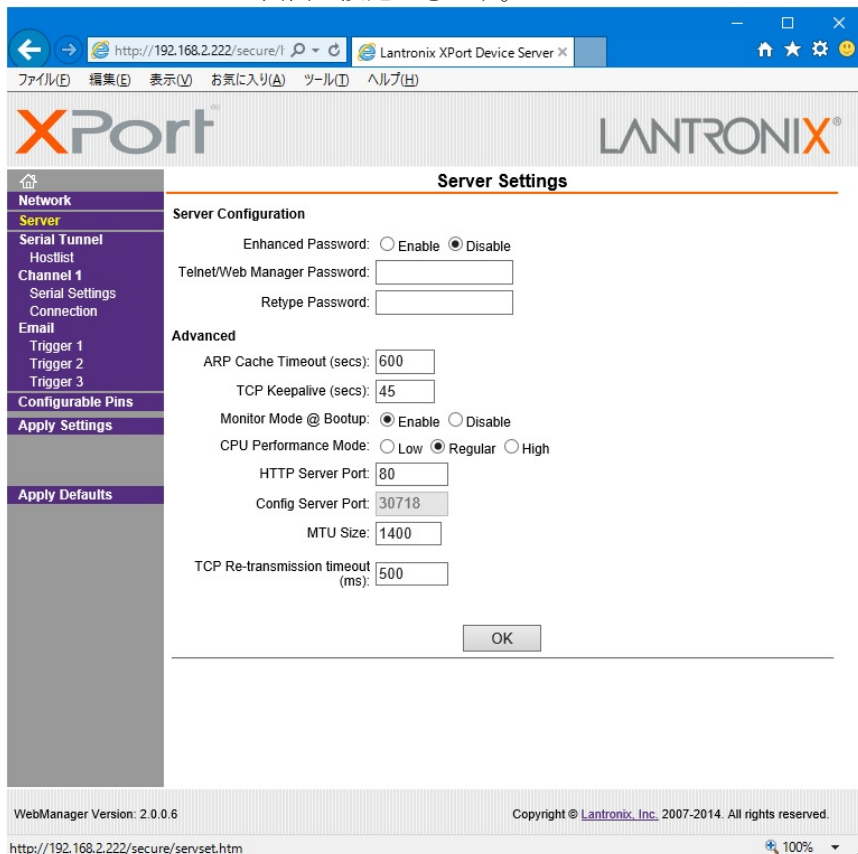 http://192.168.2.222/secure/l
Lantronix XPort Device Server
ファイル(F) 編集(E) 表示(V) お気に入り(A) ツール(T) ヘルプ(H)
XPort®
LANTRONIX®
Network
Server
Serial Tunnel
Hostlist
Channel 1
Serial Settings
Connection
Email
Trigger 1
Trigger 2
Trigger 3
Configurable Pins
Apply Settings
Apply Defaults
Server Settings
Server Configuration
Enhanced Password: Enable Disable
Telnet/Web Manager Password:
Retype Password:
Advanced
ARP Cache Timeout (secs): 600
TCP Keepalive (secs): 45
Monitor Mode @ Bootup: Enable Disable
CPU Performance Mode: Low Regular High
HTTP Server Port: 80
Config Server Port: 30718
MTU Size: 1400
TCP Re-transmission timeout
(ms): 500
OK
WebManager Version: 2.0.0.6
Copyright © Lantronix, Inc. 2007-2014. All rights reserved.
http://192.168.2.222/secure/servset.htm
100%